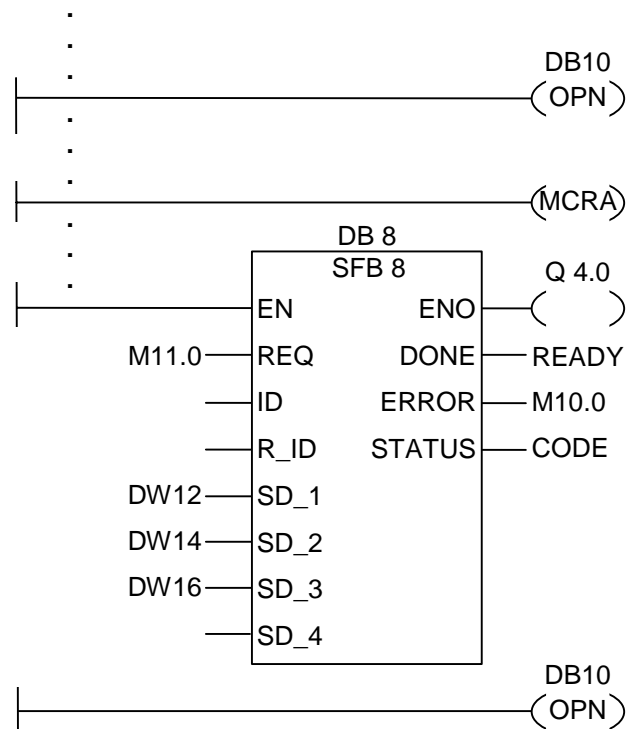 DB10
(OPN)
(MCRA)
DB 8
SFB 8
Q 4.0
EN ENO ( )
M11.0 REQ DONE READY
ID ERROR M10.0
R_ID STATUS CODE
DW12 SD_1
DW14 SD_2
DW16 SD_3
SD_4
DB10
(OPN)